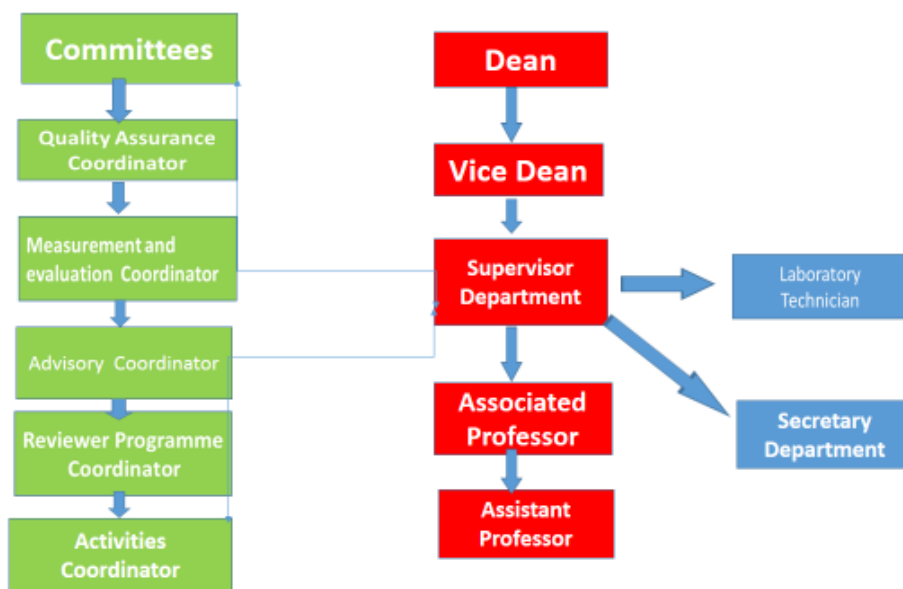 Committees
Quality Assurance
Coordinator
Measurement and
evaluation Coordinator
Advisory Coordinator
Reviewer Programme
Coordinator
Activities
Coordinator
Dean
Vice Dean
Supervisor
Department
Associated
Professor
Assistant
Professor
Laboratory
Technician
Secretary
Department